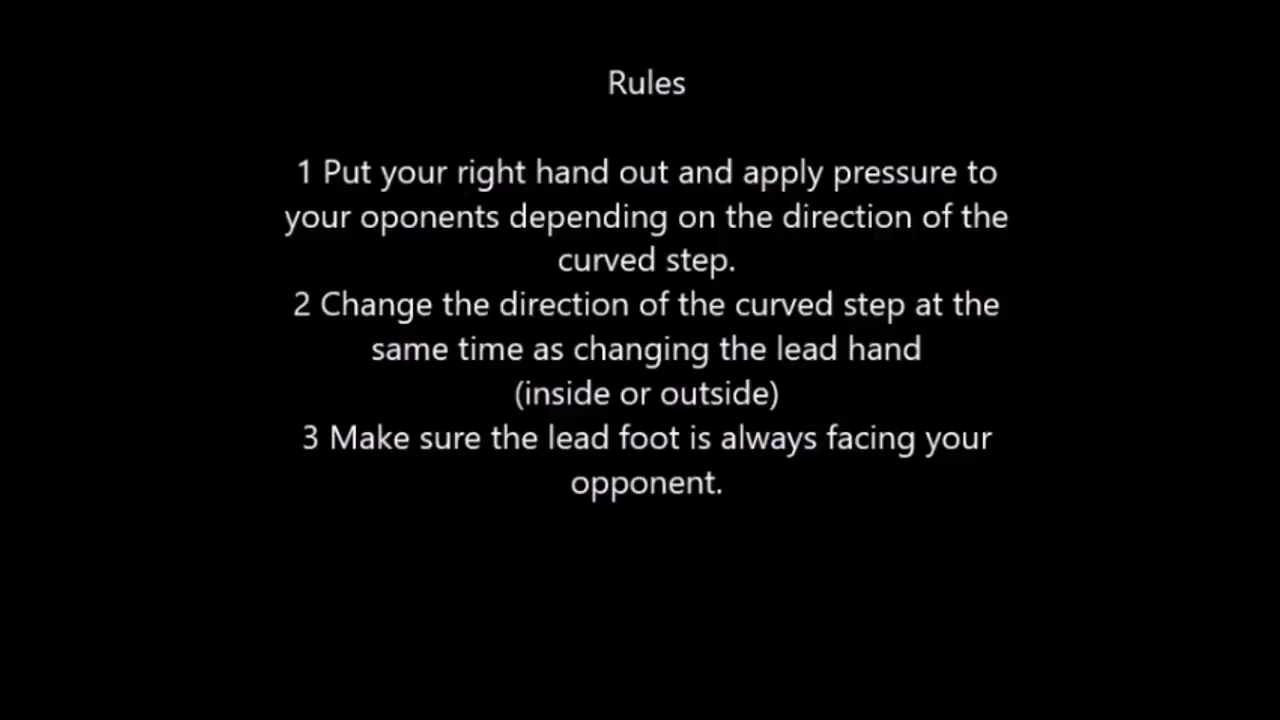 Rules
1 Put your right hand out and apply pressure to
your oponents depending on the direction of the
curved step.
2 Change the direction of the curved step at the
same time as changing the lead hand
(inside or outside)
3 Make sure the lead foot is always facing your
opponent.